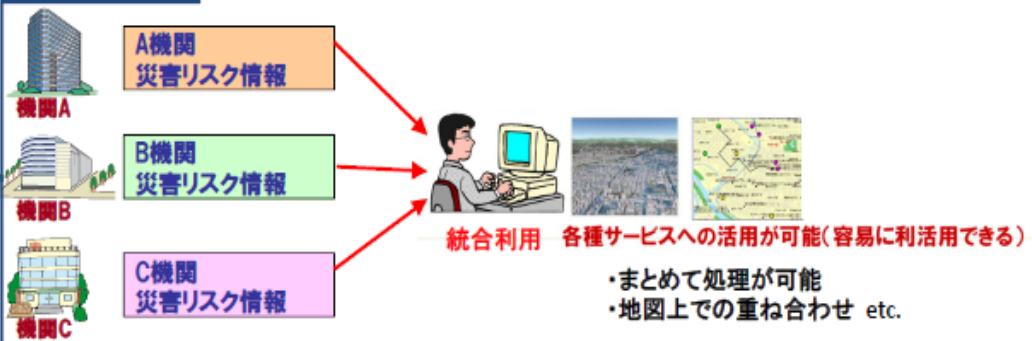 機関A
A機関
災害リスク情報
機関B
B機関
災害リスク情報
機関C
C機関
災害リスク情報
統合利用
各種サービスへの活用が可能(容易に利活用できる)
・まとめて処理が可能
・地図上での重ね合わせ etc.